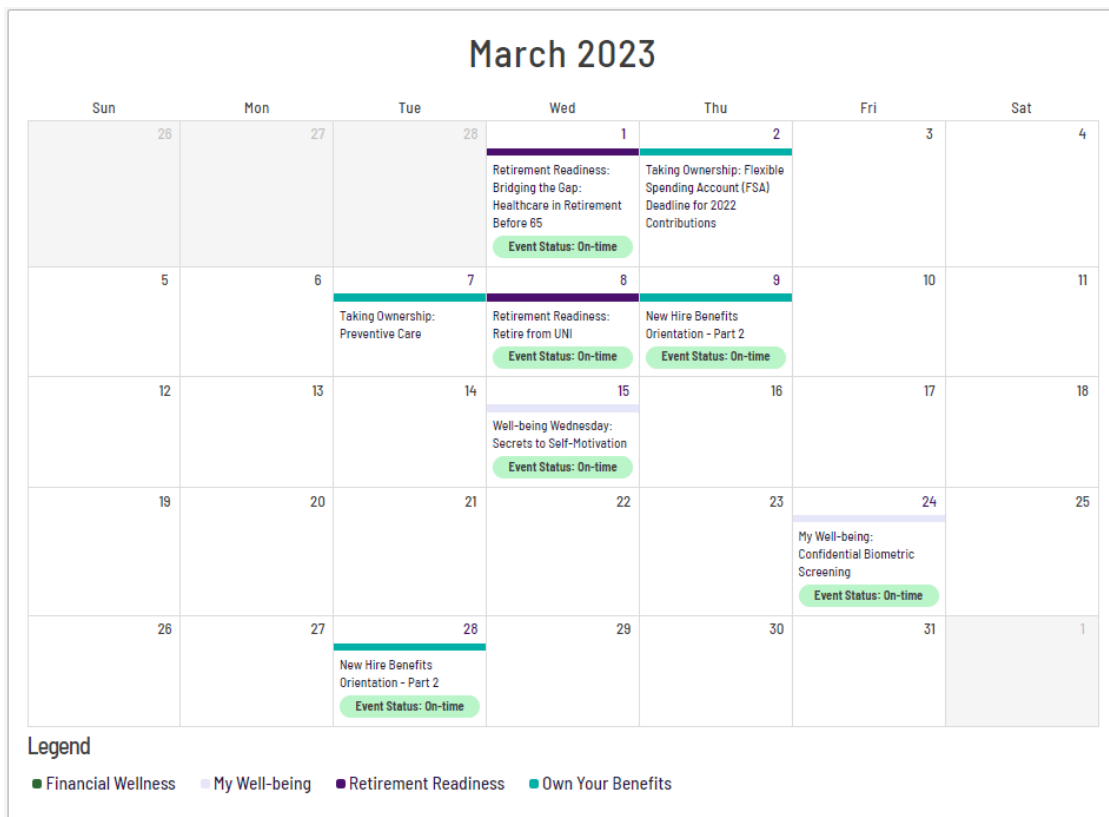 March 2023
Sun Mon Tue Wed Thu Fri Sat
26 27 28 1 2 3 4
Retirement Readiness:
Bridging the Gap:
Healthcare in Retirement
Before 65
Event Status: On-time
Taking Ownership: Flexible
Spending Account (FSA)
Deadline for 2022
Contributions
5 6 7 8 9 10 11
Taking Ownership:
Preventive Care
Retirement Readiness:
Retire from UNI
Event Status: On-time
New Hire Benefits
Orientation - Part 2
Event Status: On-time
12 13 14 15 16 17 18
Well-being Wednesday:
Secrets to Self-Motivation
Event Status: On-time
19 20 21 22 23 24 25
My Well-being:
Confidential Biometric
Screening
Event Status: On-time
26 27 28 29 30 31 1
New Hire Benefits
Orientation - Part 2
Event Status: On-time
Legend
Financial Wellness My Well-being Retirement Readiness Own Your Benefits